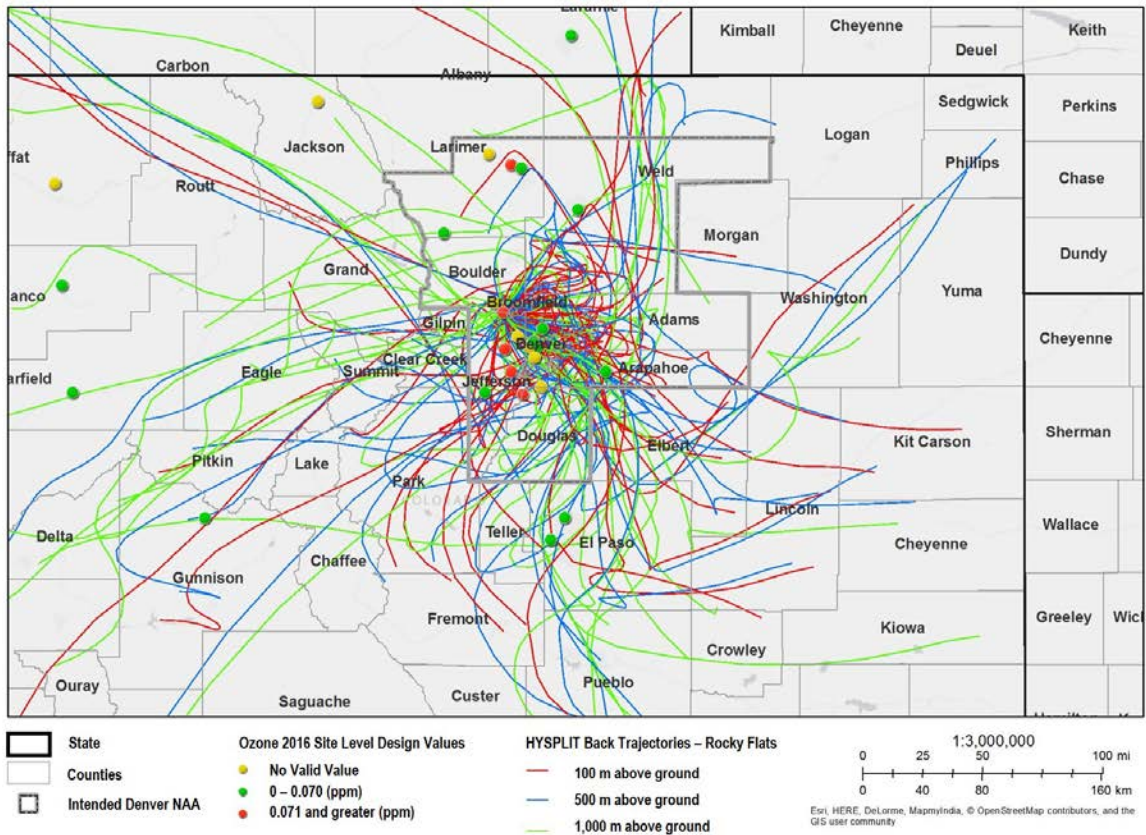 Laramie
Kimball
Cheyenne
Keith
Deuel
Carbon
Albany
Sedgwick
Perkins
Logan
Jackson
Larimer
Phillips
ffat
Weld
Chase
Routt
Morgan
Dundy
Grand
Boulder
anco
Washington
Yuma
Broomfield
Gilpin
Adams
Cheyenne
Denver
Clear Creek
arfield
Eagle
Summit
Arapahoe
Jefferson
Sherman
Douglas
Elbert
Kit Carson
Pitkin
Lake
Park
COLORA
Lincoln
Wallace
Teller
El Paso
Delta
Cheyenne
Chaffee
Gunnison
Fremont
Greeley
Wicl
Kiowa
Crowley
Pueblo
Ouray
Saguache
Custer
State
Counties
Intended Denver NAA
Ozone 2016 Site Level Design Values
No Valid Value
0 – 0.070 (ppm)
0.071 and greater (ppm)
HYSPLIT Back Trajectories – Rocky Flats
100 m above ground
500 m above ground
1,000 m above ground
1:3,000,000
0 25 50 100 mi
0 40 80 160 km
Esri, HERE, DeLorme, MapmyIndia, © OpenStreetMap contributors, and the
GIS user community